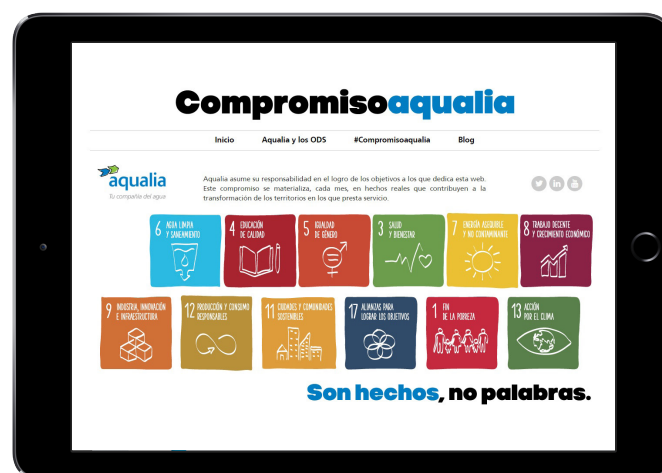 Compromisoaqualia
Inicio Aqualia y los ODS #Compromisoaqualia Blog
aqualia
Tu compañía del agua
Aqualia asume su responsabilidad en el logro de los objetivos a los que dedica esta web.
Este compromiso se materializa, cada mes, en hechos reales que contribuyen a la
transformación de los territorios en los que presta servicio.
6 AGUA LIMPIA
Y SANEAMIENTO
4 EDUCACIÓN
DE CALIDAD
5 IGUALDAD
DE GÉNERO
3 SALUD
Y BIENESTAR
7 ENERGÍA ASEQUIBLE
Y NO CONTAMINANTE
8 TRABAJO DECENTE
Y CRECIMIENTO ECONÓMICO
9 INDUSTRIA, INNOVACIÓN
E INFRAESTRUCTURA
12 PRODUCCIÓN Y CONSUMO
RESPONSABLES
11 CIUDADES Y COMUNIDADES
SOSTENIBLES
17 ALIANZAS PARA
LOGRAR LOS OBJETIVOS
1 FIN
DE LA POBREZA
13 ACCIÓN
POR EL CLIMA
Son hechos, no palabras.